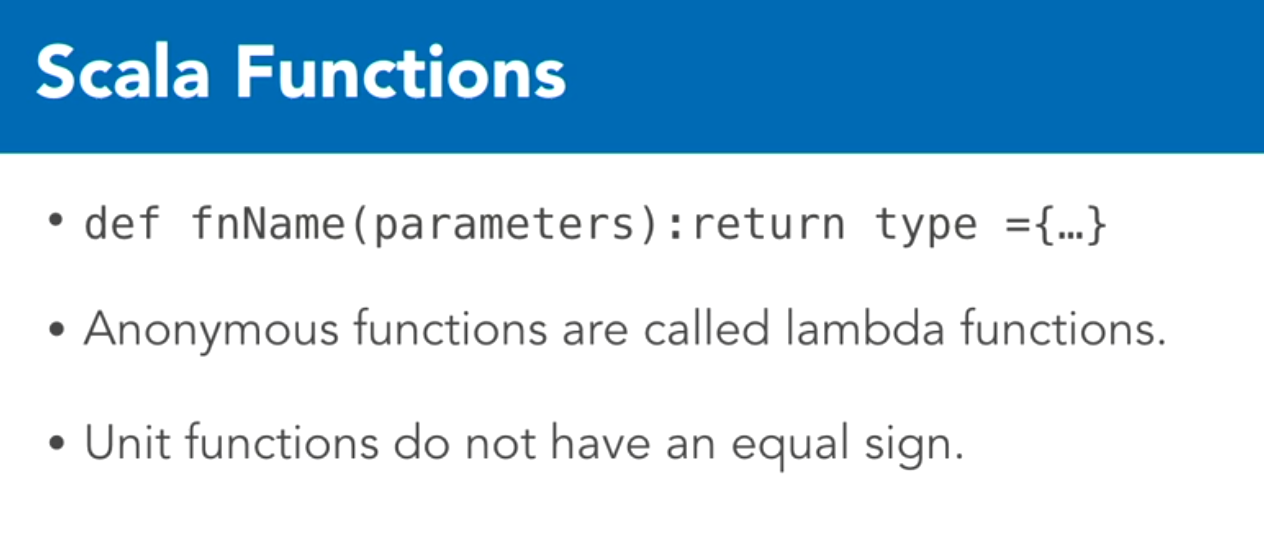 Scala Functions
• def fnName(parameters):return type ={…}
• Anonymous functions are called lambda functions.
• Unit functions do not have an equal sign.